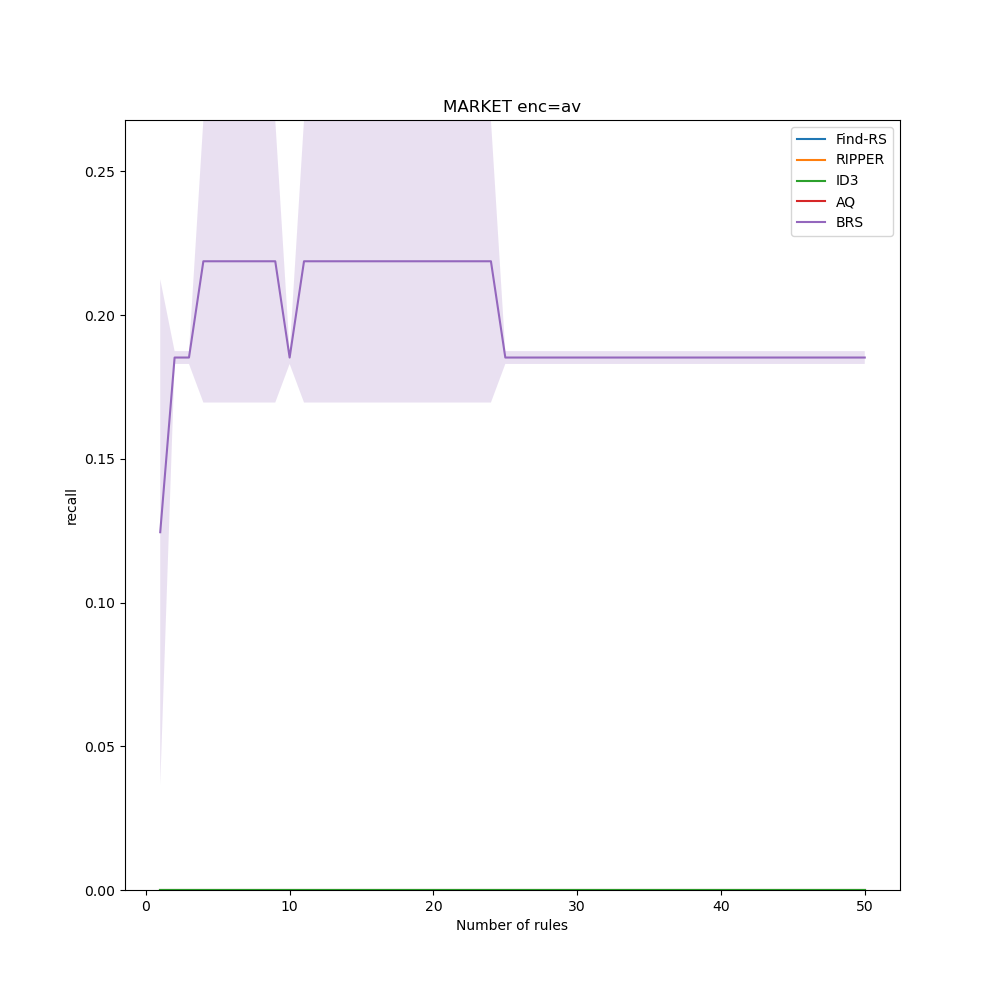 MARKET enc=av
Find-RS
RIPPER
ID3
AQ
BRS
0.25
0.20
0.15
0.10
0.05
0.00
recall
0 10 20 30 40 50
Number of rules